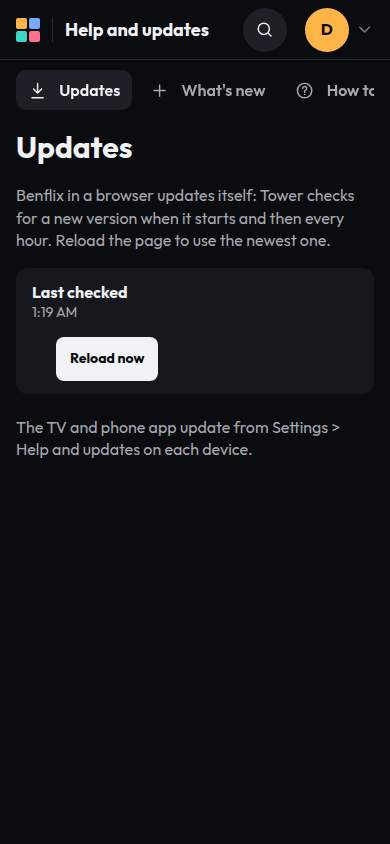 Help and updates
D
Updates
What's new
How to
Updates
Benflix in a browser updates itself: Tower checks
for a new version when it starts and then every
hour. Reload the page to use the newest one.
Last checked
1:19 AM
Reload now
The TV and phone app update from Settings >
Help and updates on each device.